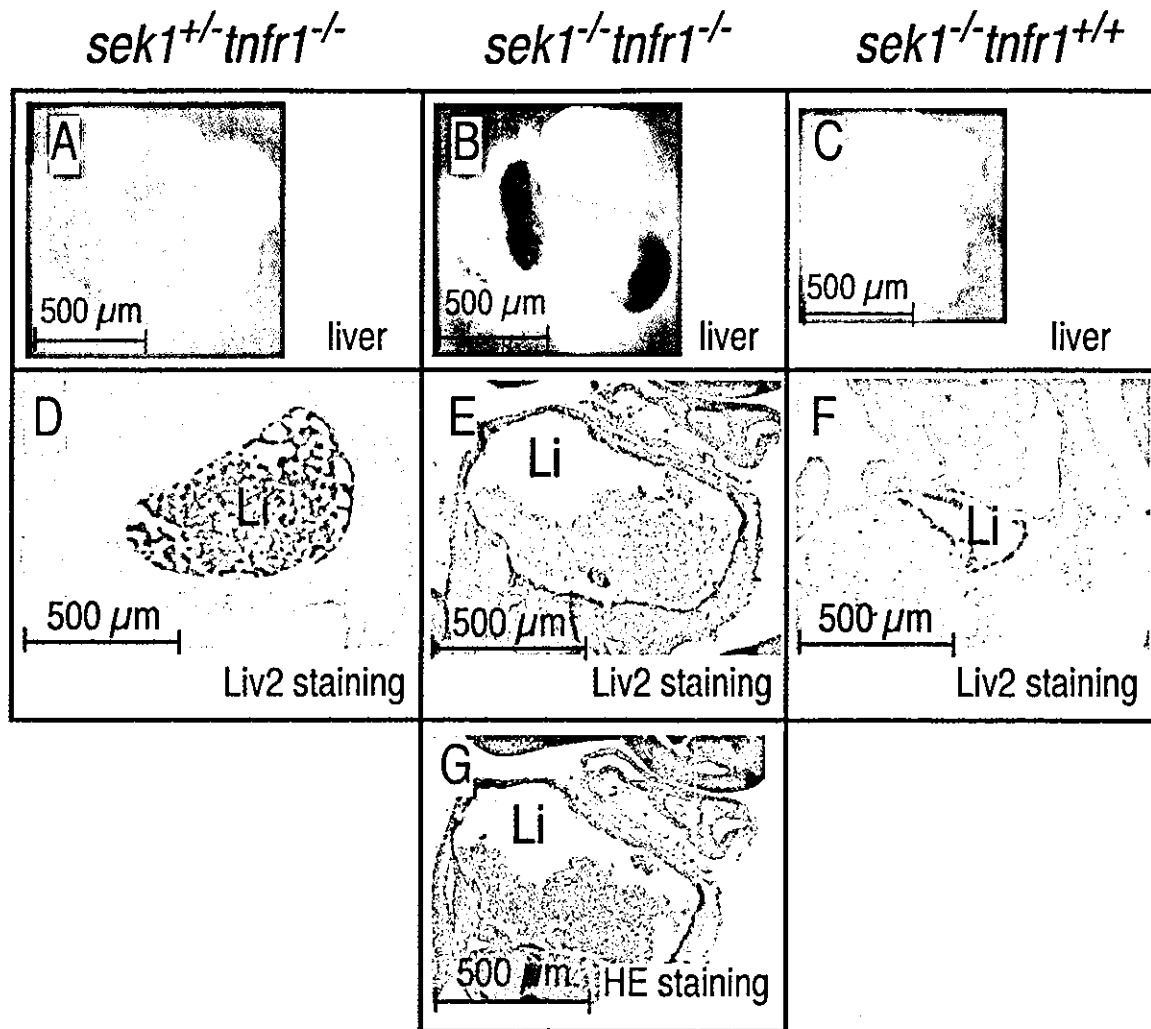 sek1+/-tnfr1-/- sek1-/-tnfr1-/- sek1-/-tnfr1+/+
A B C
500 µm 500 µm 500 µm
liver liver liver
D E F
Li Li Li
500 µm 500 µm 500 µm
Liv2 staining Liv2 staining Liv2 staining
G
Li
500 µm HE staining